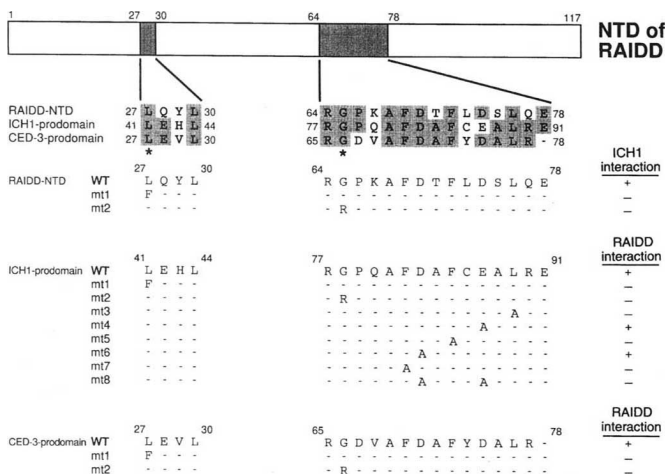 1 27 30 64 78 117
NTD of RAIDD
RAIDD-NTD 27 L Q Y L 30 64 R G P K A F D T F L D S L Q E 78
ICH1-prodomain 41 L E H L 44 77 R G P Q A F D A F C E A L R E 91
CED-3-prodomain 27 L E V L 30 65 R G D V A F D A F Y D A L R - 78
* *
ICH1 interaction
27 30 64 78
RAIDD-NTD WT L Q Y L R G P K A F D T F L D S L Q E +
mt1 F - - - - - - - - - - - - - - - - - - −
mt2 - - - - - R - - - - - - - - - - - - - −
RAIDD interaction
41 44 77 91
ICH1-prodomain WT L E H L R G P Q A F D A F C E A L R E +
mt1 F - - - - - - - - - - - - - - - - - - −
mt2 - - - - - R - - - - - - - - - - - - - −
mt3 - - - - - - - - - - - - - - - - A - - −
mt4 - - - - - - - - - - - - - - A - - - - +
mt5 - - - - - - - - - - - - A - - - - - - −
mt6 - - - - - - - - - - A - - - - - - - - +
mt7 - - - - - - - - - A - - - - - - - - - −
mt8 - - - - - - - - - - A - - - A - - - - −
RAIDD interaction
27 30 65 78
CED-3-prodomain WT L E V L R G D V A F D A F Y D A L R - +
mt1 F - - - - - - - - - - - - - - - - - - −
mt2 - - - - - R - - - - - - - - - - - - - −